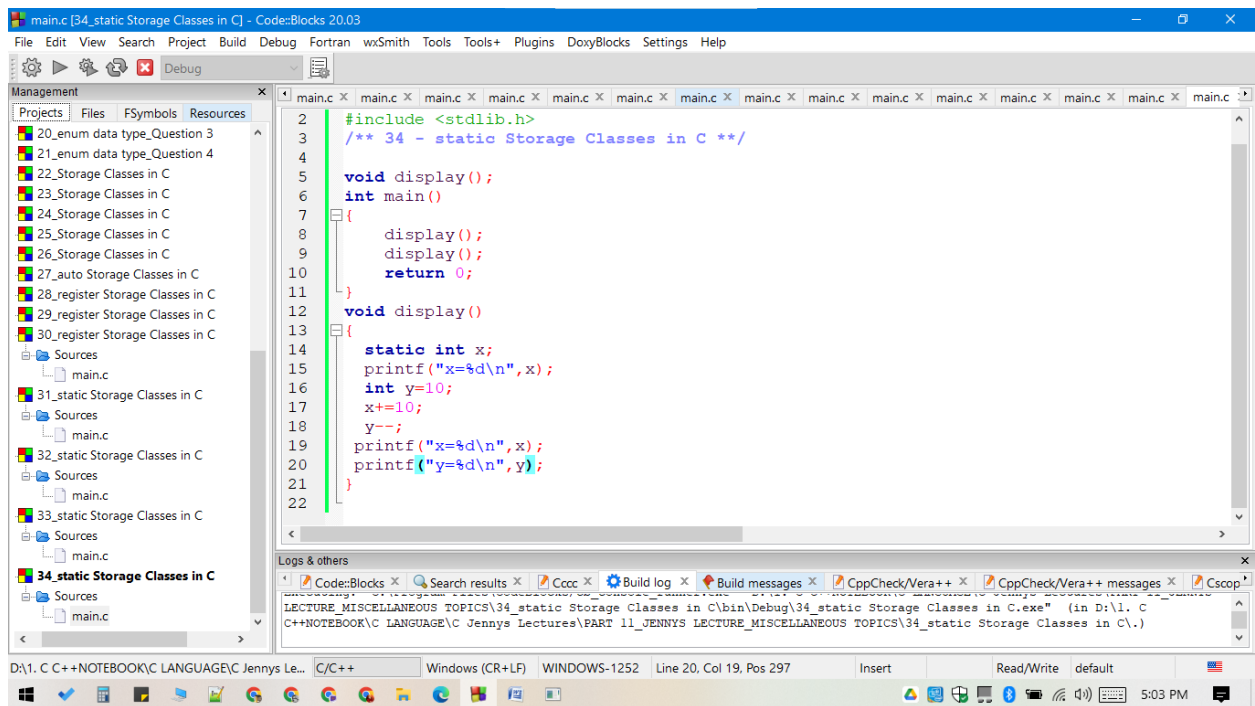 main.c [34_static Storage Classes in C] - Code::Blocks 20.03
File Edit View Search Project Build Debug Fortran wxSmith Tools Tools+ Plugins DoxyBlocks Settings Help
Debug
Management
Projects Files FSymbols Resources
20_enum data type_Question 3
21_enum data type_Question 4
22_Storage Classes in C
23_Storage Classes in C
24_Storage Classes in C
25_Storage Classes in C
26_Storage Classes in C
27_auto Storage Classes in C
28_register Storage Classes in C
29_register Storage Classes in C
30_register Storage Classes in C
Sources
main.c
31_static Storage Classes in C
Sources
main.c
32_static Storage Classes in C
Sources
main.c
33_static Storage Classes in C
Sources
main.c
34_static Storage Classes in C
Sources
main.c
main.c X main.c X main.c X main.c X main.c X main.c X main.c X main.c X main.c X main.c X main.c X main.c X main.c X main.c X main.c
2 #include <stdlib.h>
3 /** 34 - static Storage Classes in C **/
4
5 void display();
6 int main()
7 {
8 display();
9 display();
10 return 0;
11 }
12 void display()
13 {
14 static int x;
15 printf("x=%d\n",x);
16 int y=10;
17 x+=10;
18 y--;
19 printf("x=%d\n",x);
20 printf("y=%d\n",y);
21 }
22
Logs & others
Code::Blocks X Search results X Cccc X Build log X Build messages X CppCheck/Vera++ X CppCheck/Vera++ messages X Cscop
LECTURE_MISCELLANEOUS TOPICS\34_static Storage Classes in C\bin\Debug\34_static Storage Classes in C.exe" (in D:\1. C
C++NOTEBOOK\C LANGUAGE\C Jennys Lectures\PART 11_JENNYS LECTURE_MISCELLANEOUS TOPICS\34_static Storage Classes in C\.)
D:\1. C C++NOTEBOOK\C LANGUAGE\C Jennys Le... C/C++ Windows (CR+LF) WINDOWS-1252 Line 20, Col 19, Pos 297 Insert Read/Write default
5:03 PM